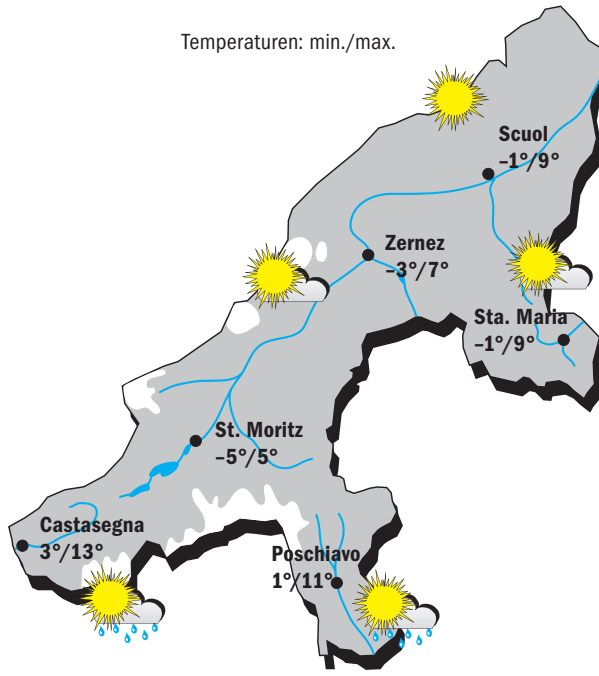 Temperaturen: min./max.
Scuol
–1°/9°
Zernez
–3°/7°
Sta. Maria
–1°/9°
St. Moritz
–5°/5°
Castasegna
3°/13°
Poschiavo
1°/11°